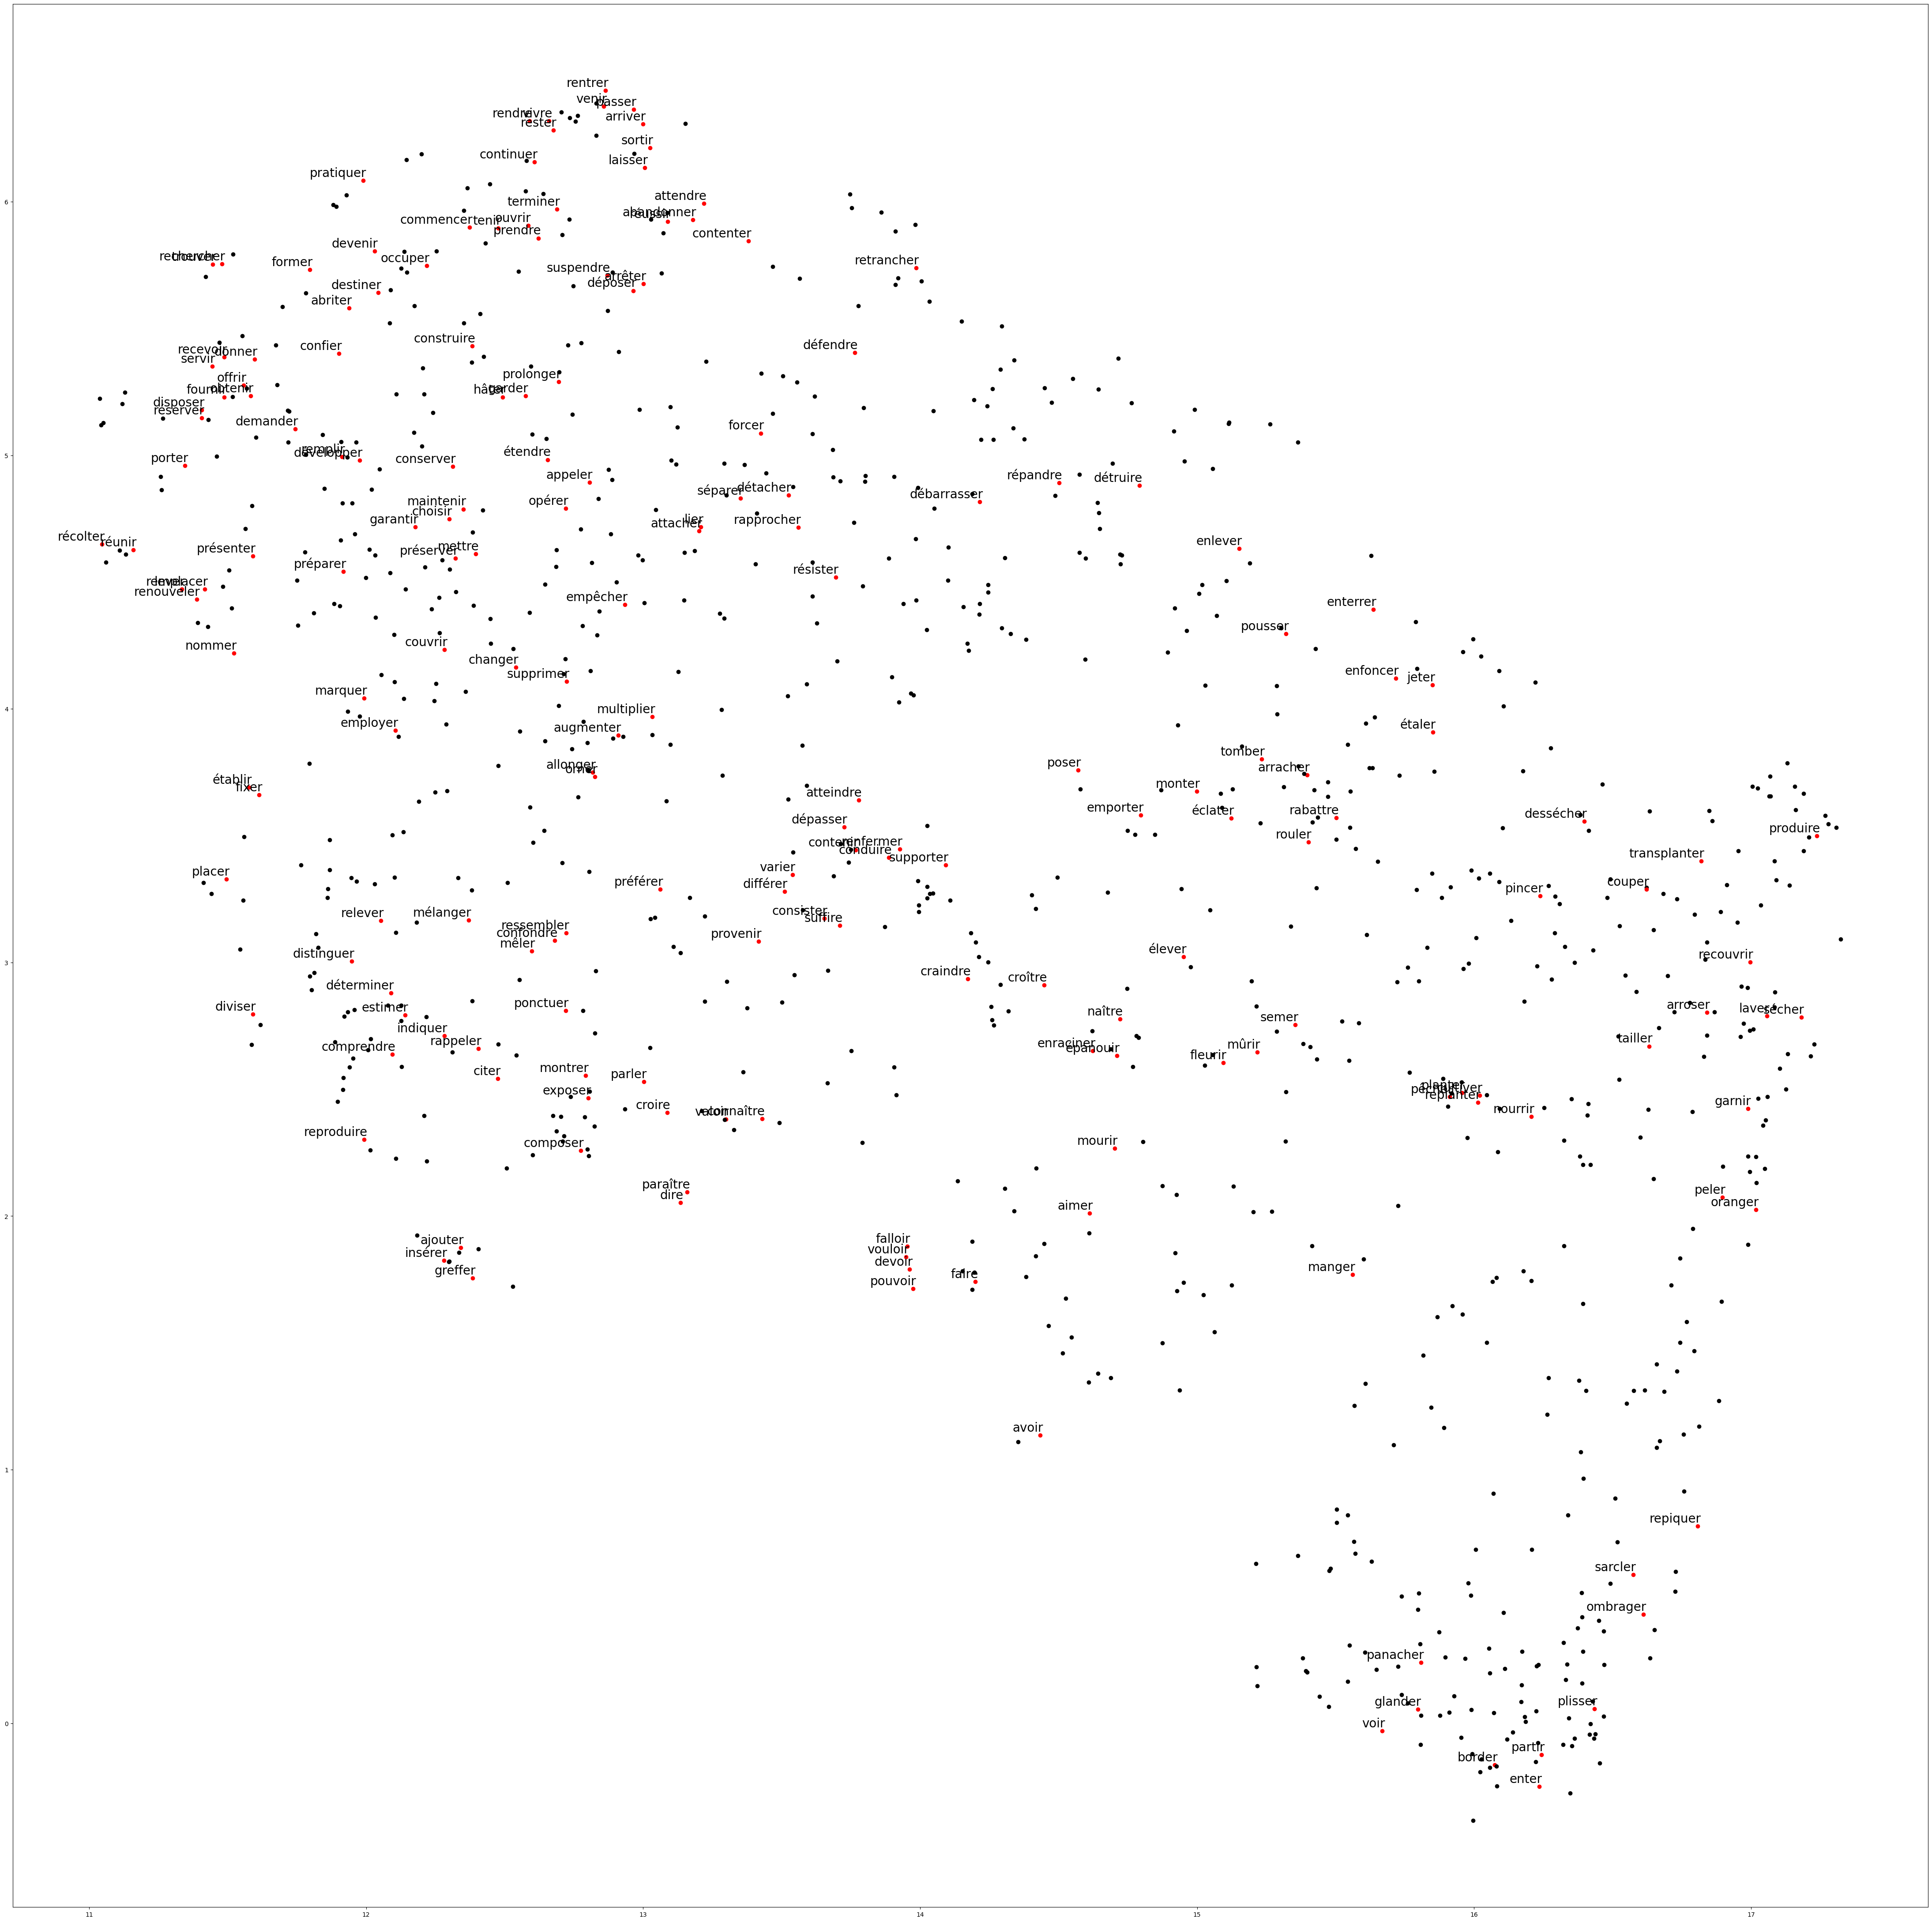 rentrer
venir
passer
rendre
vivre
arriver
rester
sortir
continuer
laisser
pratiquer
attendre
terminer
abandonner
réussir
ouvrir
commencer
tenir
prendre
contenter
devenir
rechercher
trouver
former
occuper
retrancher
suspendre
arrêter
déposer
destiner
abriter
6
construire
recevoir
donner
confier
servir
défendre
offrir
prolonger
fournir
obtenir
hâter
garder
disposer
réserver
demander
forcer
remplir
développer
étendre
porter
conserver
5
appeler
répandre
détruire
séparer
détacher
débarrasser
maintenir
opérer
choisir
garantir
attacher
lier
rapprocher
récolter
réunir
présenter
préserver
mettre
enlever
préparer
résister
remplacer
renouveler
empêcher
enterrer
pousser
nommer
couvrir
changer
supprimer
enfoncer
jeter
marquer
multiplier
4
employer
augmenter
étaler
tomber
établir
fixer
allonger
orner
poser
arracher
monter
atteindre
emporter
éclater
rabattre
dessécher
dépasser
produire
contenir
renfermer
conduire
rouler
supporter
transplanter
placer
varier
préférer
différer
pincer
couper
relever
mélanger
consister
suffire
ressembler
confondre
provenir
mêler
3
distinguer
élever
recouvrir
craindre
croître
déterminer
diviser
estimer
ponctuer
naître
semer
arroser
laver
sécher
indiquer
rappeler
enraciner
épanouir
comprendre
fleurir
mûrir
tailler
citer
montrer
parler
exposer
planter
cultiver
replanter
croire
valoir
connaître
nourrir
garnir
reproduire
composer
mourir
paraître
dire
peler
2
aimer
oranger
ajouter
insérer
greffer
falloir
vouloir
devoir
pouvoir
faire
manger
avoir
1
repiquer
sarcler
ombrager
panacher
glander
plisser
0
voir
partir
border
enter
11 12 13 14 15 16 17